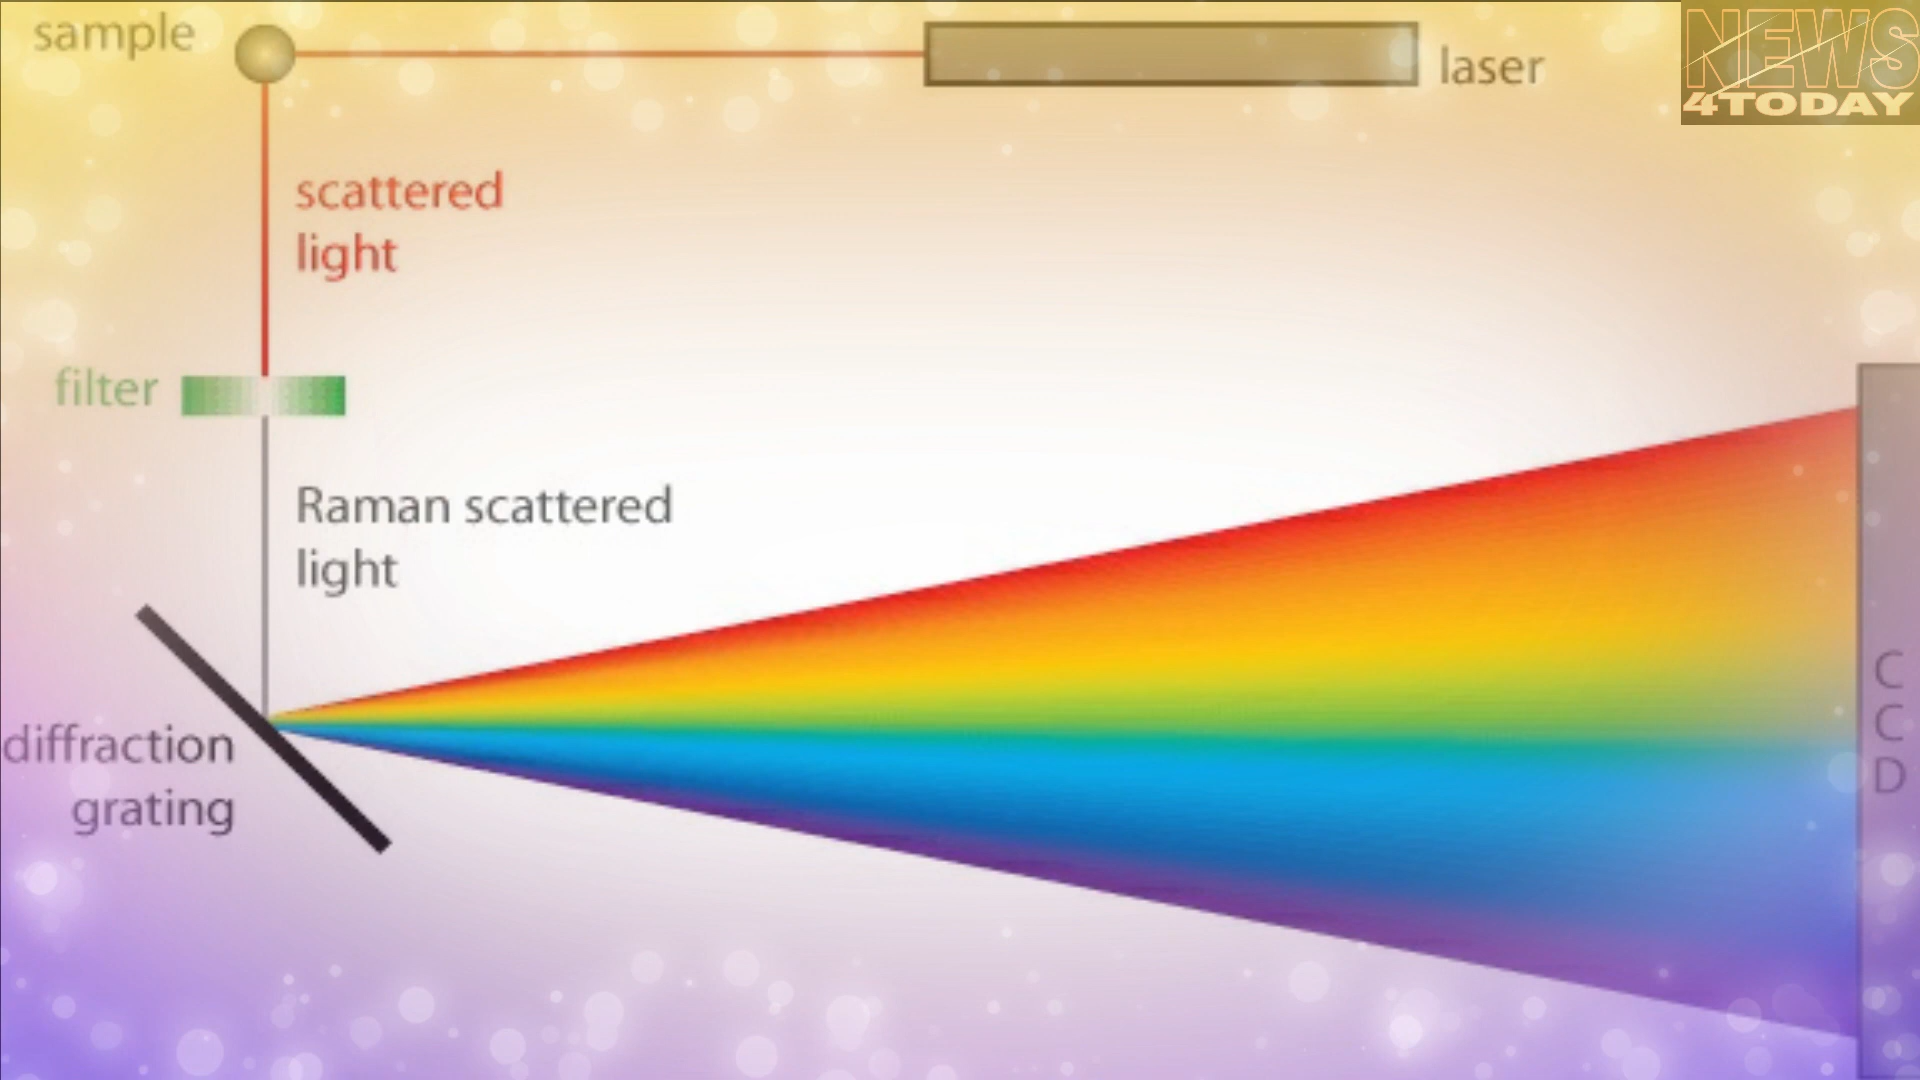 sample
laser
NEWS
4TODAY
scattered
light
filter
Raman scattered
light
diffraction
grating
C
C
D